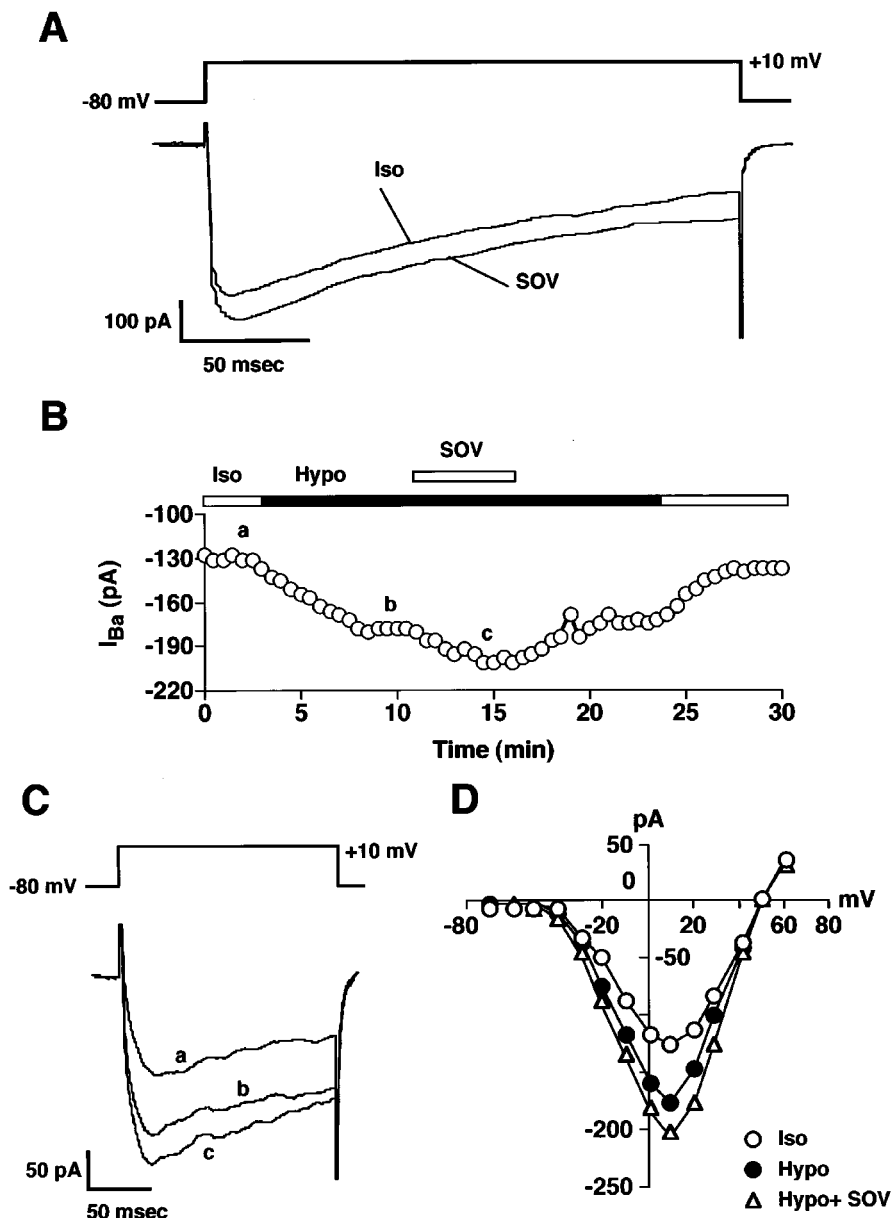 A
-80 mV
+10 mV
Iso
SOV
100 pA
50 msec
B
SOV
Iso Hypo
-100
-130
-160
-190
-220
I_Ba (pA)
a
b
c
0 5 10 15 20 25 30
Time (min)
C
-80 mV
+10 mV
a
b
c
50 pA
50 msec
D
pA
50
0
mV
-80 -20 20 40 60 80
-50
-200
-250
Iso
Hypo
Hypo+ SOV